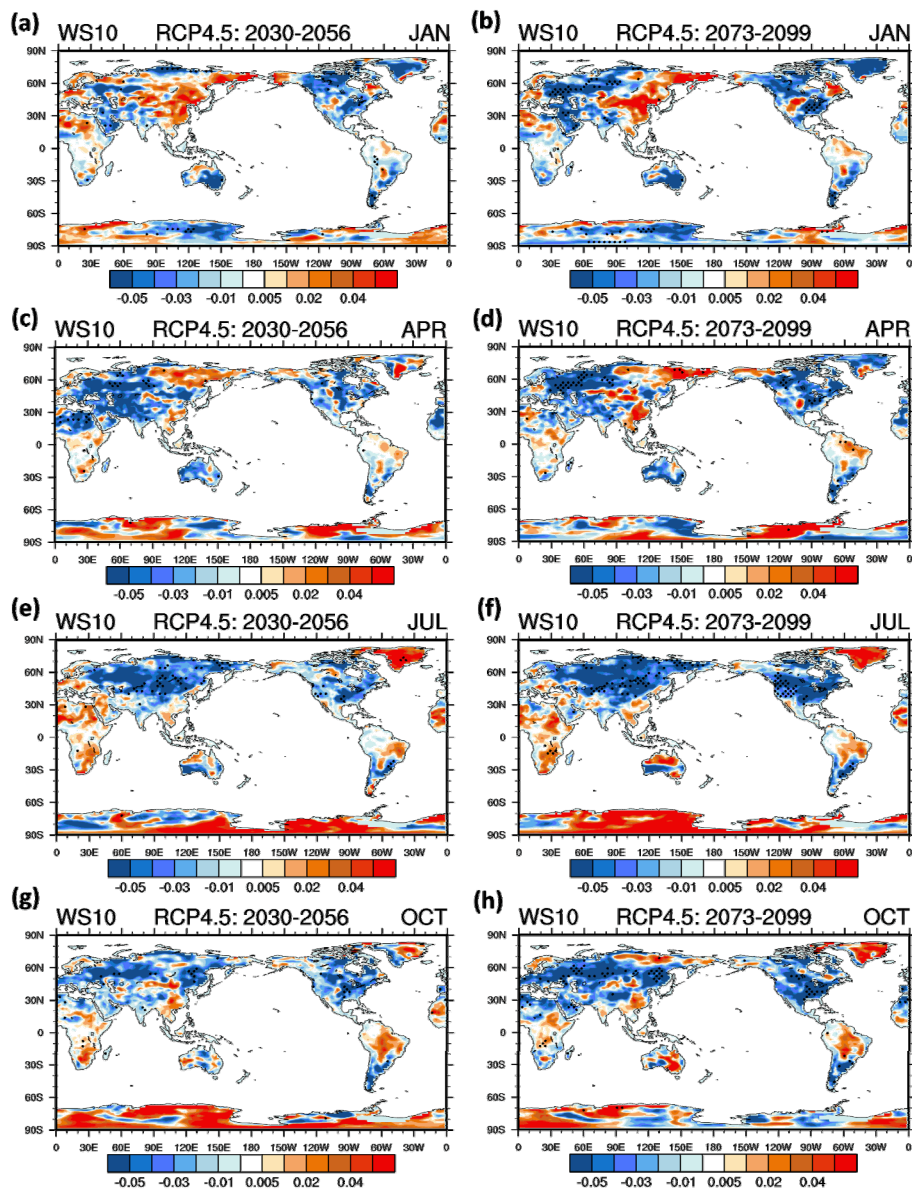 (a) (b)
WS10 RCP4.5: 2030-2056 JAN WS10 RCP4.5: 2073-2099 JAN
90N 90N
60N 60N
30N 30N
0 0
30S 30S
60S 60S
90S 90S
0 30E 60E 90E 120E 150E 180 150W 120W 90W 60W 30W 0 0 30E 60E 90E 120E 150E 180 150W 120W 90W 60W 30W 0
-0.05 -0.03 -0.01 0.005 0.02 0.04 -0.05 -0.03 -0.01 0.005 0.02 0.04
(c) (d)
WS10 RCP4.5: 2030-2056 APR WS10 RCP4.5: 2073-2099 APR
90N 90N
60N 60N
30N 30N
0 0
30S 30S
60S 60S
90S 90S
0 30E 60E 90E 120E 150E 180 150W 120W 90W 60W 30W 0 0 30E 60E 90E 120E 150E 180 150W 120W 90W 60W 30W 0
-0.05 -0.03 -0.01 0.005 0.02 0.04 -0.05 -0.03 -0.01 0.005 0.02 0.04
(e) (f)
WS10 RCP4.5: 2030-2056 JUL WS10 RCP4.5: 2073-2099 JUL
90N 90N
60N 60N
30N 30N
0 0
30S 30S
60S 60S
90S 90S
0 30E 60E 90E 120E 150E 180 150W 120W 90W 60W 30W 0 0 30E 60E 90E 120E 150E 180 150W 120W 90W 60W 30W 0
-0.05 -0.03 -0.01 0.005 0.02 0.04 -0.05 -0.03 -0.01 0.005 0.02 0.04
(g) (h)
WS10 RCP4.5: 2030-2056 OCT WS10 RCP4.5: 2073-2099 OCT
90N 90N
60N 60N
30N 30N
0 0
30S 30S
60S 60S
90S 90S
0 30E 60E 90E 120E 150E 180 150W 120W 90W 60W 30W 0 0 30E 60E 90E 120E 150E 180 150W 120W 90W 60W 30W 0
-0.05 -0.03 -0.01 0.005 0.02 0.04 -0.05 -0.03 -0.01 0.005 0.02 0.04